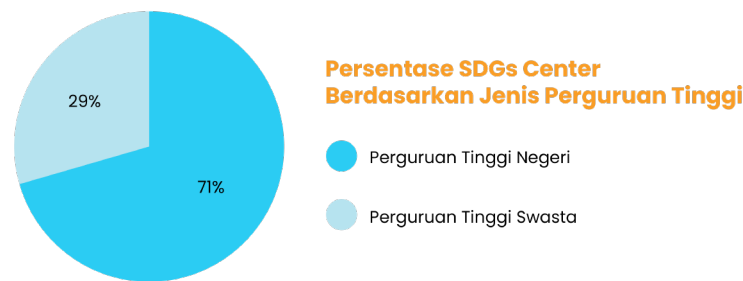 Persentase SDGs Center
Berdasarkan Jenis Perguruan Tinggi
29%
71%
Perguruan Tinggi Negeri
Perguruan Tinggi Swasta